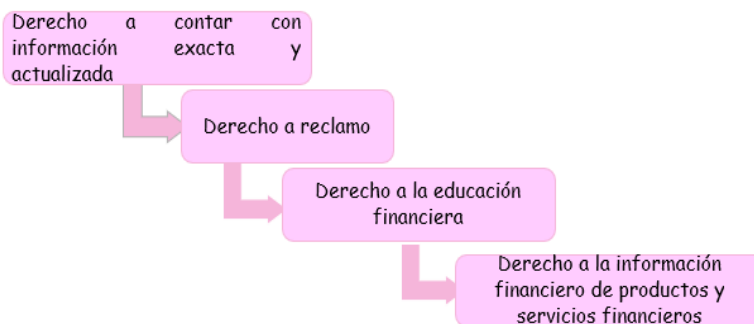 Derecho a contar con
información exacta y
actualizada
Derecho a reclamo
Derecho a la educación
financiera
Derecho a la información
financiero de productos y
servicios financieros